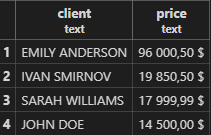 client price
text text
1 EMILY ANDERSON 96 000,50 $
2 IVAN SMIRNOV 19 850,50 $
3 SARAH WILLIAMS 17 999,99 $
4 JOHN DOE 14 500,00 $